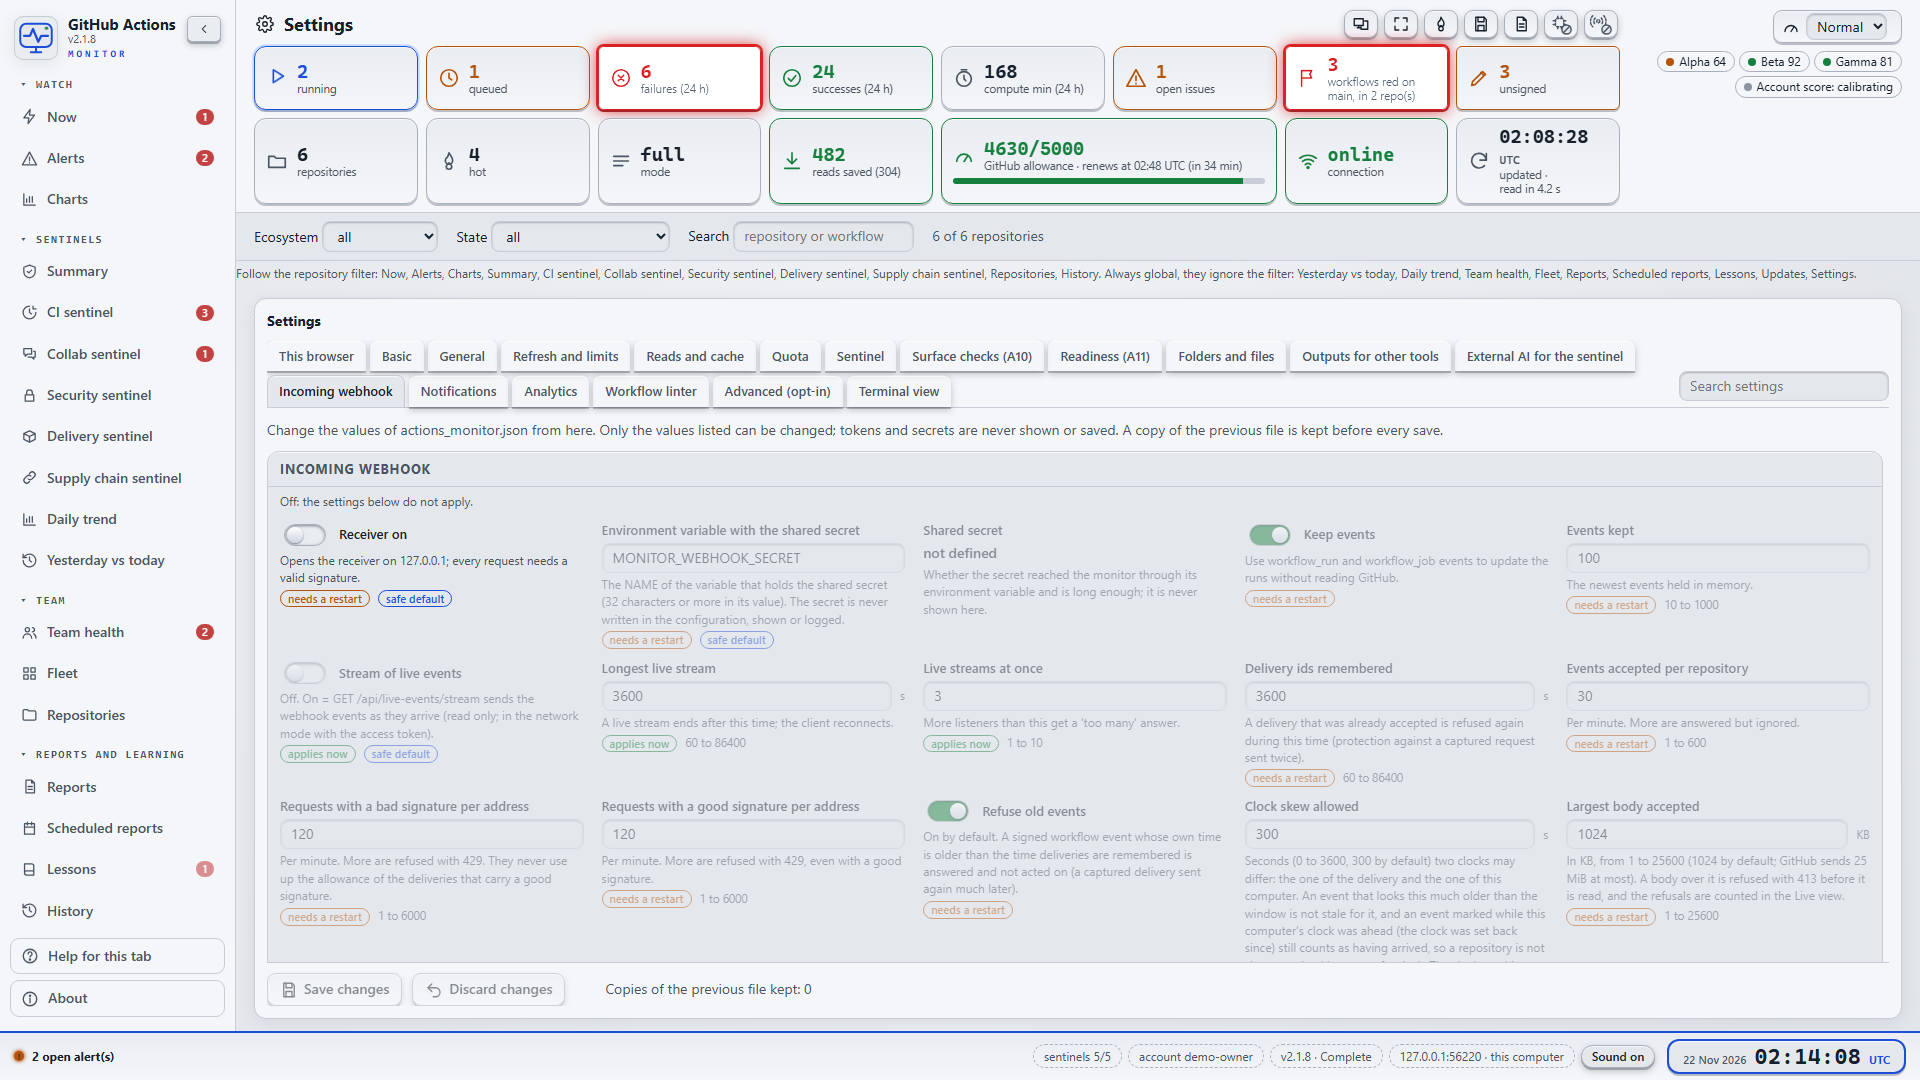 GitHub Actions
v2.1.8
MONITOR
WATCH
Now 1
Alerts 2
Charts
SENTINELS
Summary
CI sentinel 3
Collab sentinel 1
Security sentinel
Delivery sentinel
Supply chain sentinel
Daily trend
Yesterday vs today
TEAM
Team health 2
Fleet
Repositories
REPORTS AND LEARNING
Reports
Scheduled reports
Lessons 1
History
Help for this tab
About
Settings
Normal
Alpha 64
Beta 92
Gamma 81
Account score: calibrating
2
running
1
queued
6
failures (24 h)
24
successes (24 h)
168
compute min (24 h)
1
open issues
3
workflows red on
main, in 2 repo(s)
3
unsigned
6
repositories
4
hot
full
mode
482
reads saved (304)
4630/5000
GitHub allowance · renews at 02:48 UTC (in 34 min)
online
connection
02:08:28
UTC
updated ·
read in 4.2 s
Ecosystem all State all Search repository or workflow 6 of 6 repositories
Follow the repository filter: Now, Alerts, Charts, Summary, CI sentinel, Collab sentinel, Security sentinel, Delivery sentinel, Supply chain sentinel, Repositories, History. Always global, they ignore the filter: Yesterday vs today, Daily trend, Team health, Fleet, Reports, Scheduled reports, Lessons, Updates, Settings.
Settings
This browser Basic General Refresh and limits Reads and cache Quota Sentinel Surface checks (A10) Readiness (A11) Folders and files Outputs for other tools External AI for the sentinel
Incoming webhook Notifications Analytics Workflow linter Advanced (opt-in) Terminal view Search settings
Change the values of actions_monitor.json from here. Only the values listed can be changed; tokens and secrets are never shown or saved. A copy of the previous file is kept before every save.
INCOMING WEBHOOK
Off: the settings below do not apply.
Receiver on
Opens the receiver on 127.0.0.1; every request needs a
valid signature.
needs a restart safe default
Environment variable with the shared secret
MONITOR_WEBHOOK_SECRET
The NAME of the variable that holds the shared secret
(32 characters or more in its value). The secret is never
written in the configuration, shown or logged.
needs a restart safe default
Shared secret
not defined
Whether the secret reached the monitor through its
environment variable and is long enough; it is never
shown here.
Keep events
Use workflow_run and workflow_job events to update the
runs without reading GitHub.
needs a restart
Events kept
100
The newest events held in memory.
needs a restart 10 to 1000
Stream of live events
Off. On = GET /api/live-events/stream sends the
webhook events as they arrive (read only; in the network
mode with the access token).
applies now safe default
Longest live stream
3600 s
A live stream ends after this time; the client reconnects.
applies now 60 to 86400
Live streams at once
3
More listeners than this get a 'too many' answer.
applies now 1 to 10
Delivery ids remembered
3600 s
A delivery that was already accepted is refused again
during this time (protection against a captured request
sent twice).
needs a restart 60 to 86400
Events accepted per repository
30
Per minute. More are answered but ignored.
needs a restart 1 to 600
Requests with a bad signature per address
120
Per minute. More are refused with 429. They never use
up the allowance of the deliveries that carry a good
signature.
needs a restart 1 to 6000
Requests with a good signature per address
120
Per minute. More are refused with 429, even with a good
signature.
needs a restart 1 to 6000
Refuse old events
On by default. A signed workflow event whose own time
is older than the time deliveries are remembered is
answered and not acted on (a captured delivery sent
again much later).
needs a restart
Clock skew allowed
300 s
Seconds (0 to 3600, 300 by default) two clocks may
differ: the one of the delivery and the one of this
computer. An event that looks this much older than the
window is not stale for it, and an event marked while this
computer's clock was ahead (the clock was set back
since) still counts as having arrived, so a repository is not
Largest body accepted
1024 KB
In KB, from 1 to 25600 (1024 by default; GitHub sends 25
MiB at most). A body over it is refused with 413 before it
is read, and the refusals are counted in the Live view.
needs a restart 1 to 25600
Save changes Discard changes Copies of the previous file kept: 0
2 open alert(s)
sentinels 5/5
account demo-owner
v2.1.8 · Complete
127.0.0.1:56220 · this computer
Sound on
22 Nov 2026 02:14:08 UTC